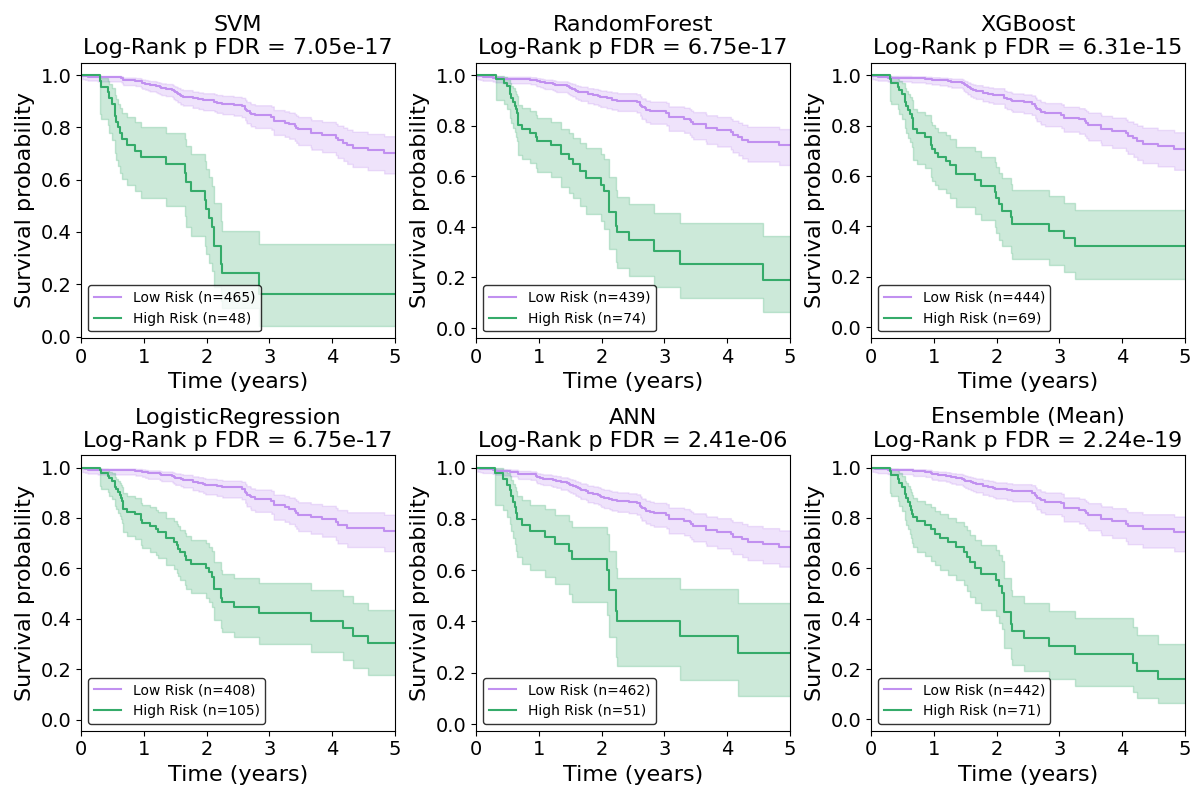 SVM
Log-Rank p FDR = 7.05e-17
Survival probability
1.0
0.8
0.6
0.4
0.2
0.0
Low Risk (n=465)
High Risk (n=48)
0 1 2 3 4 5
Time (years)
RandomForest
Log-Rank p FDR = 6.75e-17
Survival probability
1.0
0.8
0.6
0.4
0.2
0.0
Low Risk (n=439)
High Risk (n=74)
0 1 2 3 4 5
Time (years)
XGBoost
Log-Rank p FDR = 6.31e-15
Survival probability
1.0
0.8
0.6
0.4
0.2
0.0
Low Risk (n=444)
High Risk (n=69)
0 1 2 3 4 5
Time (years)
LogisticRegression
Log-Rank p FDR = 6.75e-17
Survival probability
1.0
0.8
0.6
0.4
0.2
0.0
Low Risk (n=408)
High Risk (n=105)
0 1 2 3 4 5
Time (years)
ANN
Log-Rank p FDR = 2.41e-06
Survival probability
1.0
0.8
0.6
0.4
0.2
0.0
Low Risk (n=462)
High Risk (n=51)
0 1 2 3 4 5
Time (years)
Ensemble (Mean)
Log-Rank p FDR = 2.24e-19
Survival probability
1.0
0.8
0.6
0.4
0.2
0.0
Low Risk (n=442)
High Risk (n=71)
0 1 2 3 4 5
Time (years)